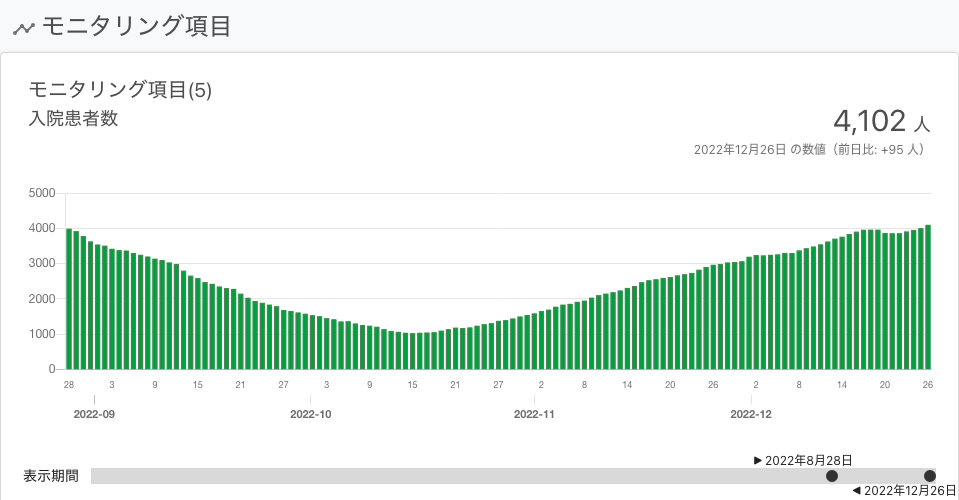 モニタリング項目
モニタリング項目(5)
入院患者数
4,102 人
2022年12月26日 の数値（前日比: +95 人）
5000
4000
3000
2000
1000
0
28 3 9 15 21 27 3 9 15 21 27 2 8 14 20 26 2 8 14 20 26
2022-09 2022-10 2022-11 2022-12
2022年8月28日
表示期間
2022年12月26日